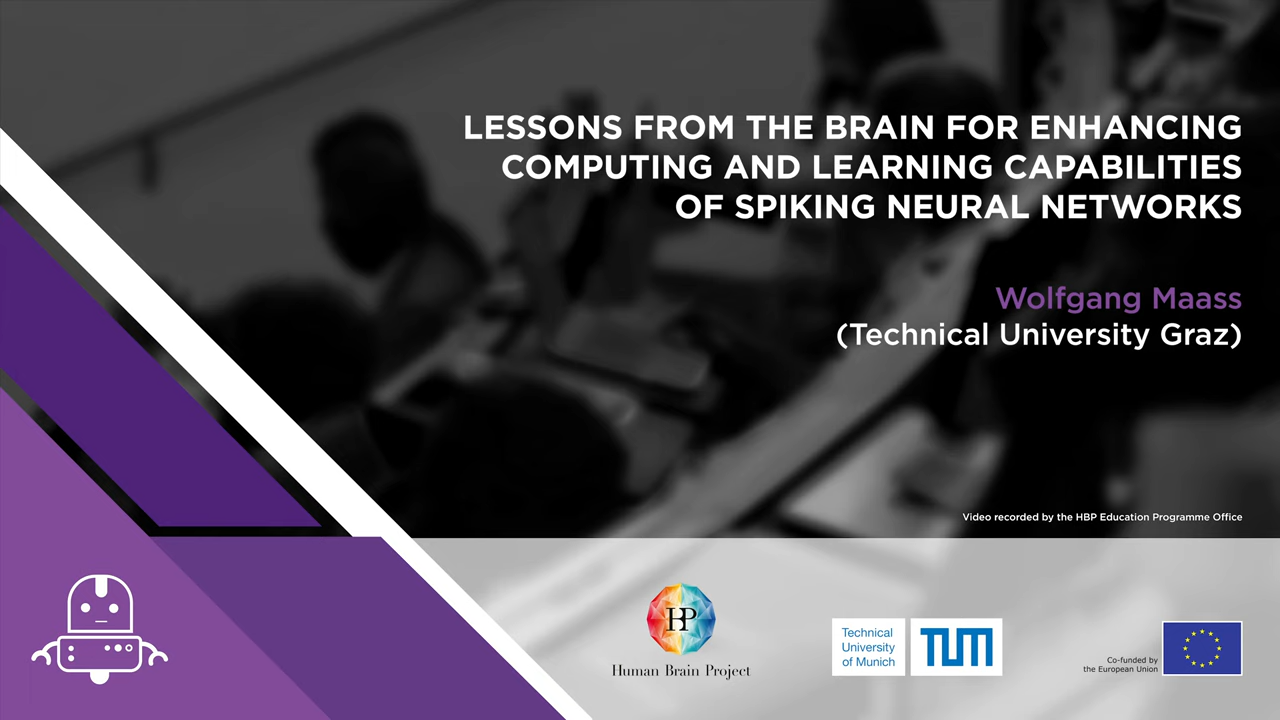 LESSONS FROM THE BRAIN FOR ENHANCING
COMPUTING AND LEARNING CAPABILITIES
OF SPIKING NEURAL NETWORKS
Wolfgang Maass
(Technical University Graz)
Video recorded by the HBP Education Programme Office
HP
Human Brain Project
Technical
University
of Munich
TUM
Co-funded by
the European Union